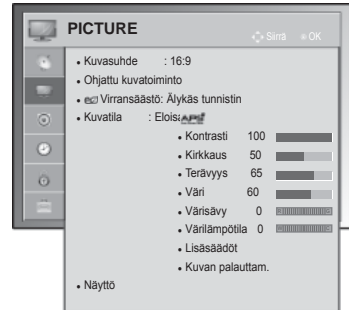 PICTURE
Siirrä OK
• Kuvasuhde : 16:9
• Ohjattu kuvatoiminto
• Virransäästö: Älykäs tunnistin
• Kuvatila : Eloisa
• Kontrasti 100
• Kirkkaus 50
• Terävyys 65
• Väri 60
• Värisävy 0
• Värilämpötila 0
• Lisäsäädöt
• Kuvan palauttam.
• Näyttö